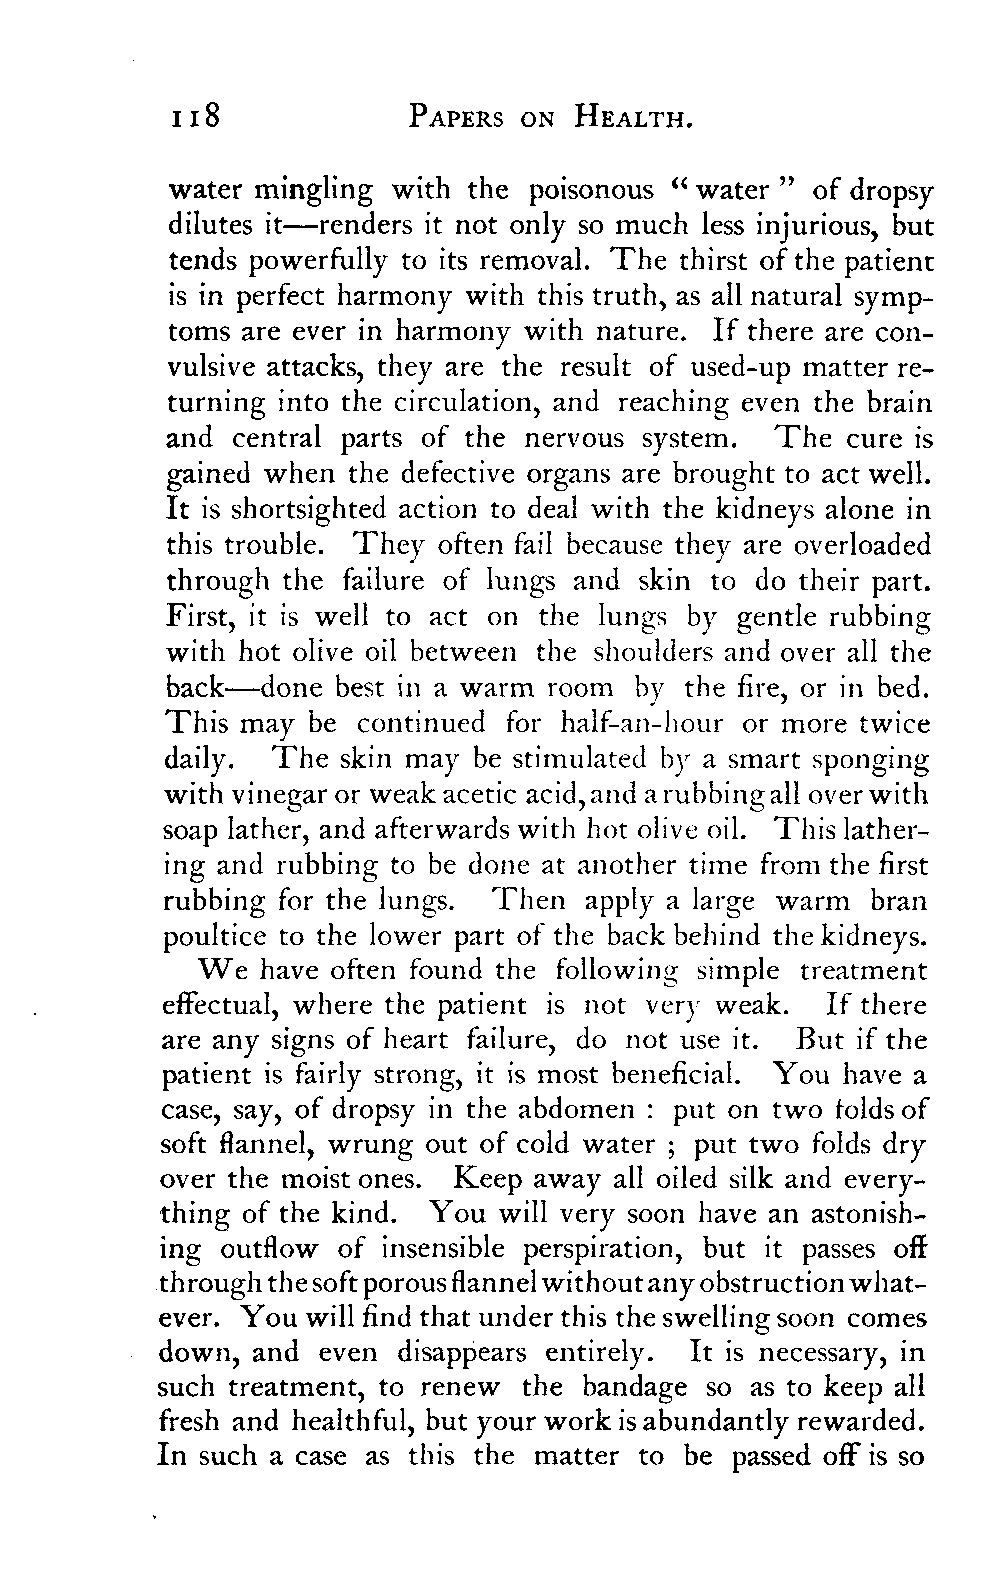 118 PAPERS ON HEALTH.
water mingling with the poisonous “ water ” of dropsy
dilutes it—renders it not only so much less injurious, but
tends powerfully to its removal. The thirst of the patient
is in perfect harmony with this truth, as all natural symp-
toms are ever in harmony with nature. If there are con-
vulsive attacks, they are the result of used-up matter re-
turning into the circulation, and reaching even the brain
and central parts of the nervous system. The cure is
gained when the defective organs are brought to act well.
It is shortsighted action to deal with the kidneys alone in
this trouble. They often fail because they are overloaded
through the failure of lungs and skin to do their part.
First, it is well to act on the lungs by gentle rubbing
with hot olive oil between the shoulders and over all the
back—done best in a warm room by the fire, or in bed.
This may be continued for half-an-hour or more twice
daily. The skin may be stimulated by a smart sponging
with vinegar or weak acetic acid, and a rubbing all over with
soap lather, and afterwards with hot olive oil. This lather-
ing and rubbing to be done at another time from the first
rubbing for the lungs. Then apply a large warm bran
poultice to the lower part of the back behind the kidneys.
We have often found the following simple treatment
effectual, where the patient is not very weak. If there
are any signs of heart failure, do not use it. But if the
patient is fairly strong, it is most beneficial. You have a
case, say, of dropsy in the abdomen : put on two folds of
soft flannel, wrung out of cold water ; put two folds dry
over the moist ones. Keep away all oiled silk and every-
thing of the kind. You will very soon have an astonish-
ing outflow of insensible perspiration, but it passes off
through the soft porous flannel without any obstruction what-
ever. You will find that under this the swelling soon comes
down, and even disappears entirely. It is necessary, in
such treatment, to renew the bandage so as to keep all
fresh and healthful, but your work is abundantly rewarded.
In such a case as this the matter to be passed off is so